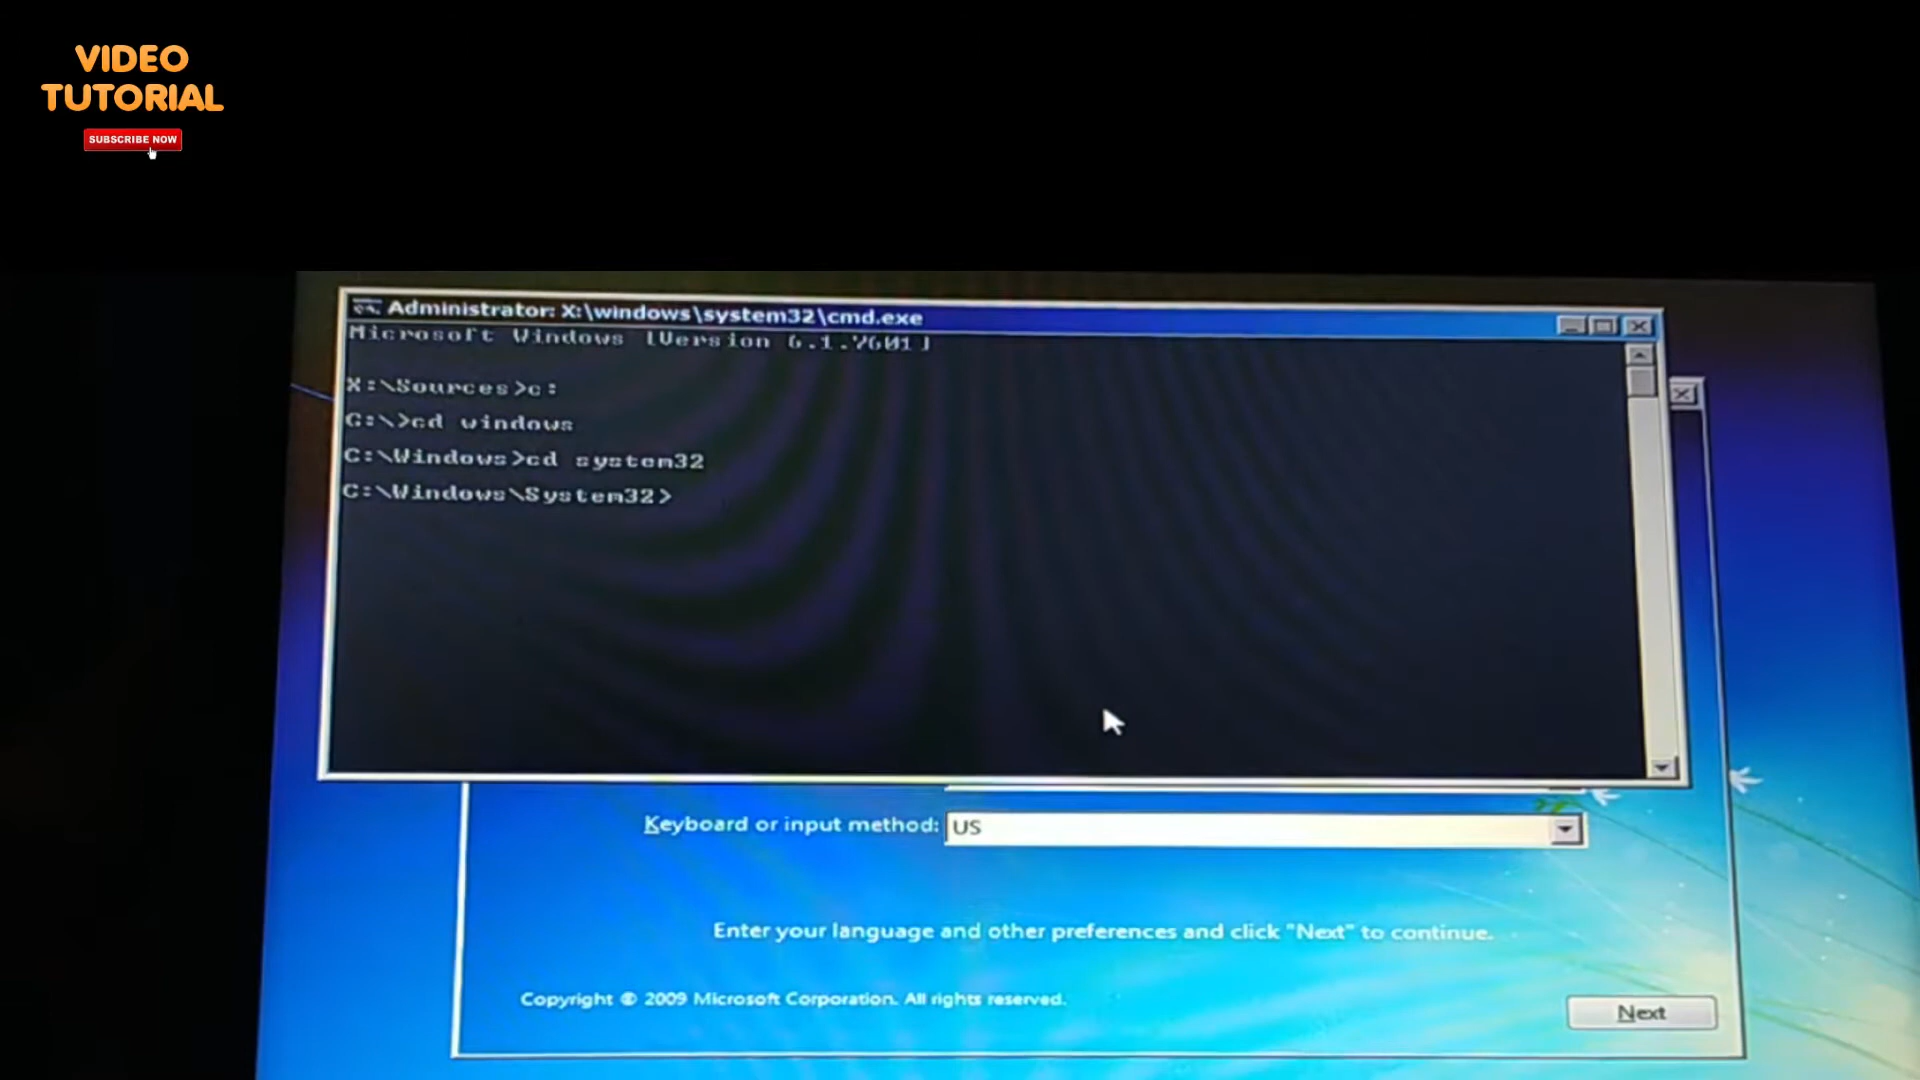 VIDEO
TUTORIAL
SUBSCRIBE NOW
Administrator: X:\windows\system32\cmd.exe
Microsoft Windows [Version 6.1.7601]
X:\Sources>c:
C:\>cd windows
C:\Windows>cd system32
C:\Windows\System32>
Keyboard or input method: US
Enter your language and other preferences and click "Next" to continue.
Copyright © 2009 Microsoft Corporation. All rights reserved.
Next